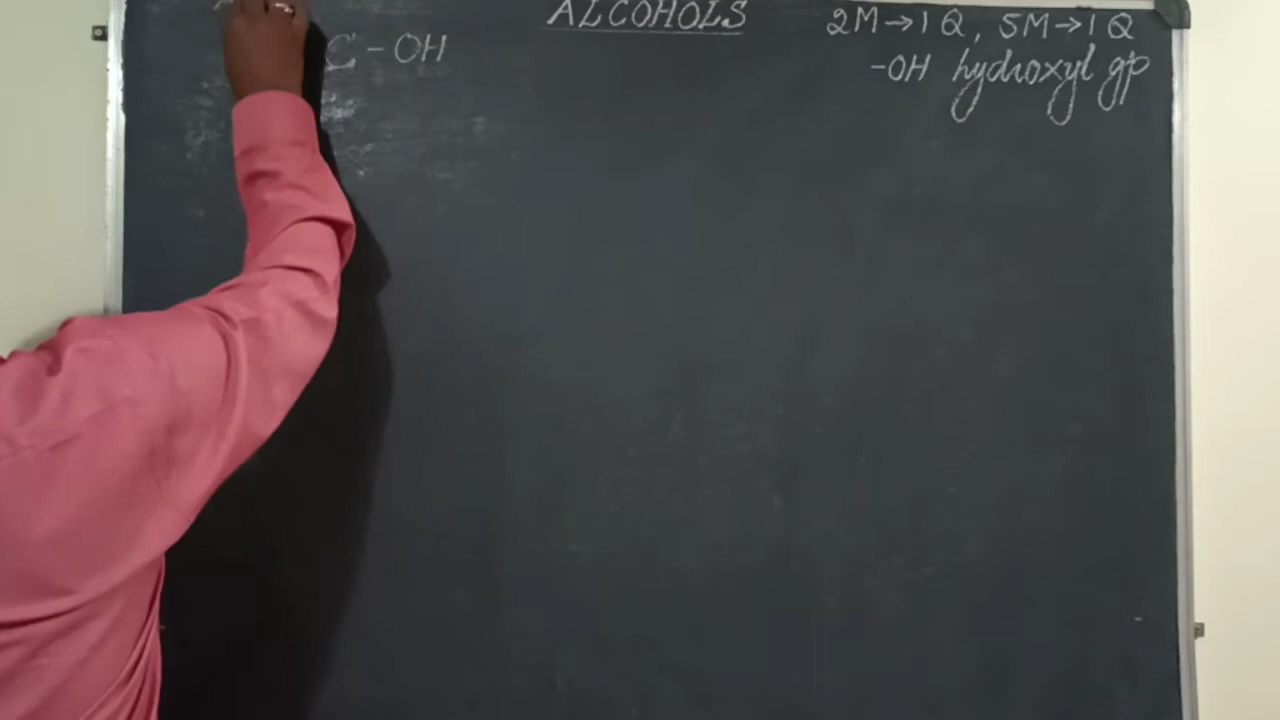 ALCOHOLS
2M→1Q, 5M→1Q
C-OH
-OH hydroxyl gp